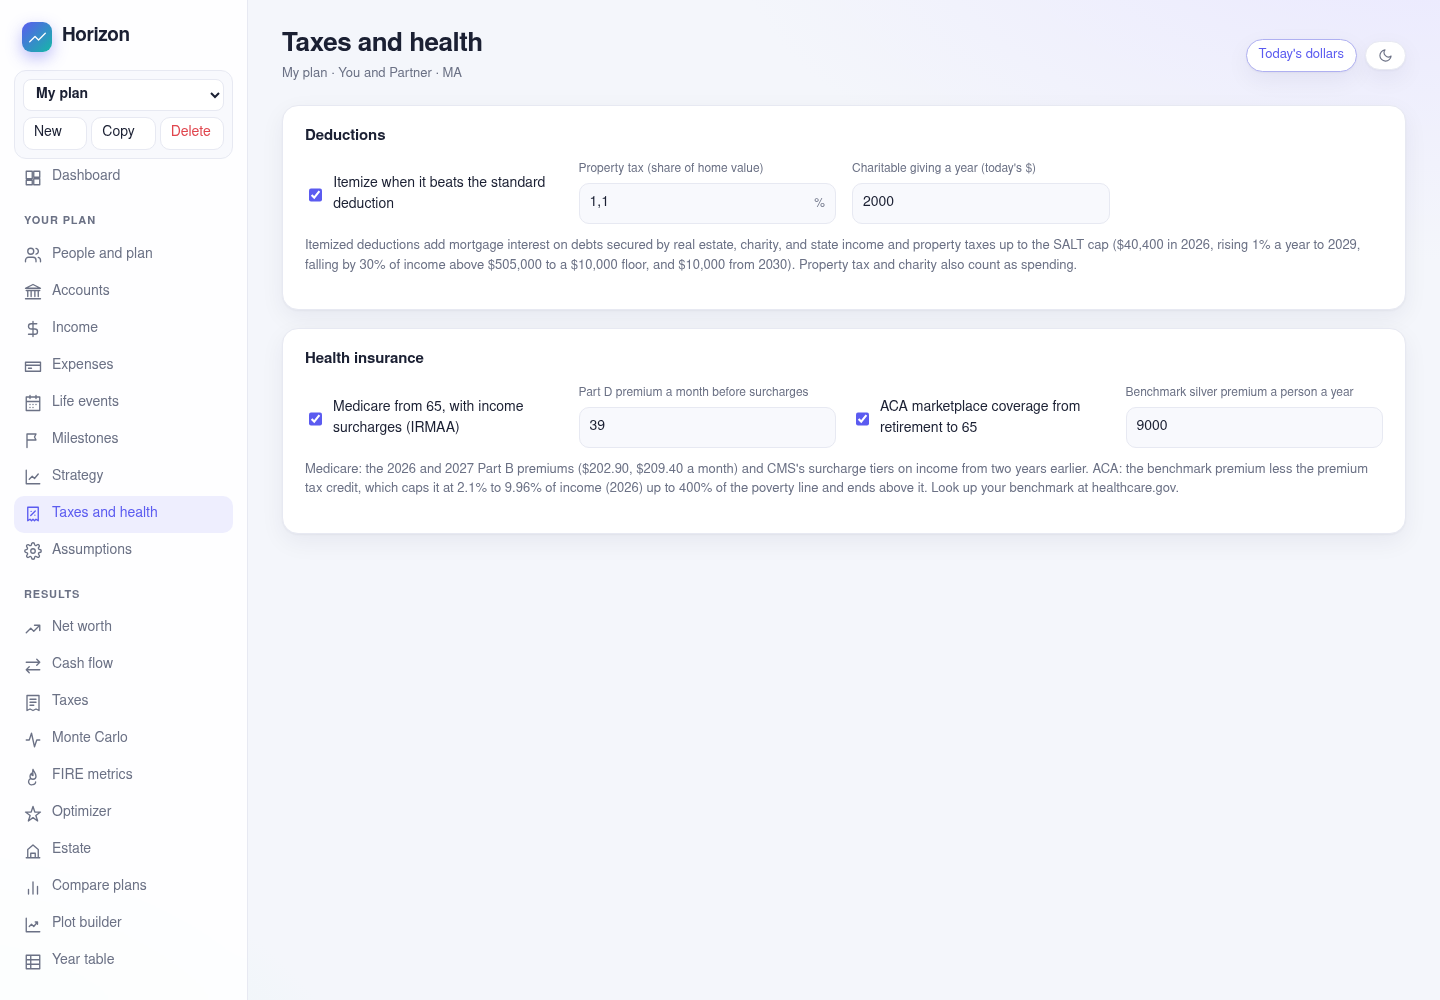 Horizon
My plan
New
Copy
Delete
Dashboard
YOUR PLAN
People and plan
Accounts
Income
Expenses
Life events
Milestones
Strategy
Taxes and health
Assumptions
RESULTS
Net worth
Cash flow
Taxes
Monte Carlo
FIRE metrics
Optimizer
Estate
Compare plans
Plot builder
Year table
Taxes and health
My plan · You and Partner · MA
Today's dollars
Deductions
Itemize when it beats the standard
deduction
Property tax (share of home value)
1,1
%
Charitable giving a year (today's $)
2000
Itemized deductions add mortgage interest on debts secured by real estate, charity, and state income and property taxes up to the SALT cap ($40,400 in 2026, rising 1% a year to 2029,
falling by 30% of income above $505,000 to a $10,000 floor, and $10,000 from 2030). Property tax and charity also count as spending.
Health insurance
Medicare from 65, with income
surcharges (IRMAA)
Part D premium a month before surcharges
39
ACA marketplace coverage from
retirement to 65
Benchmark silver premium a person a year
9000
Medicare: the 2026 and 2027 Part B premiums ($202.90, $209.40 a month) and CMS's surcharge tiers on income from two years earlier. ACA: the benchmark premium less the premium
tax credit, which caps it at 2.1% to 9.96% of income (2026) up to 400% of the poverty line and ends above it. Look up your benchmark at healthcare.gov.